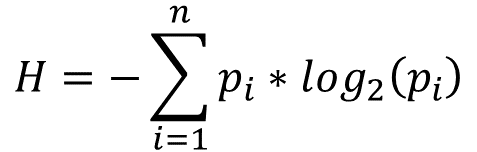 H = − ∑_{i=1}^{n} p_i * log_2(p_i)